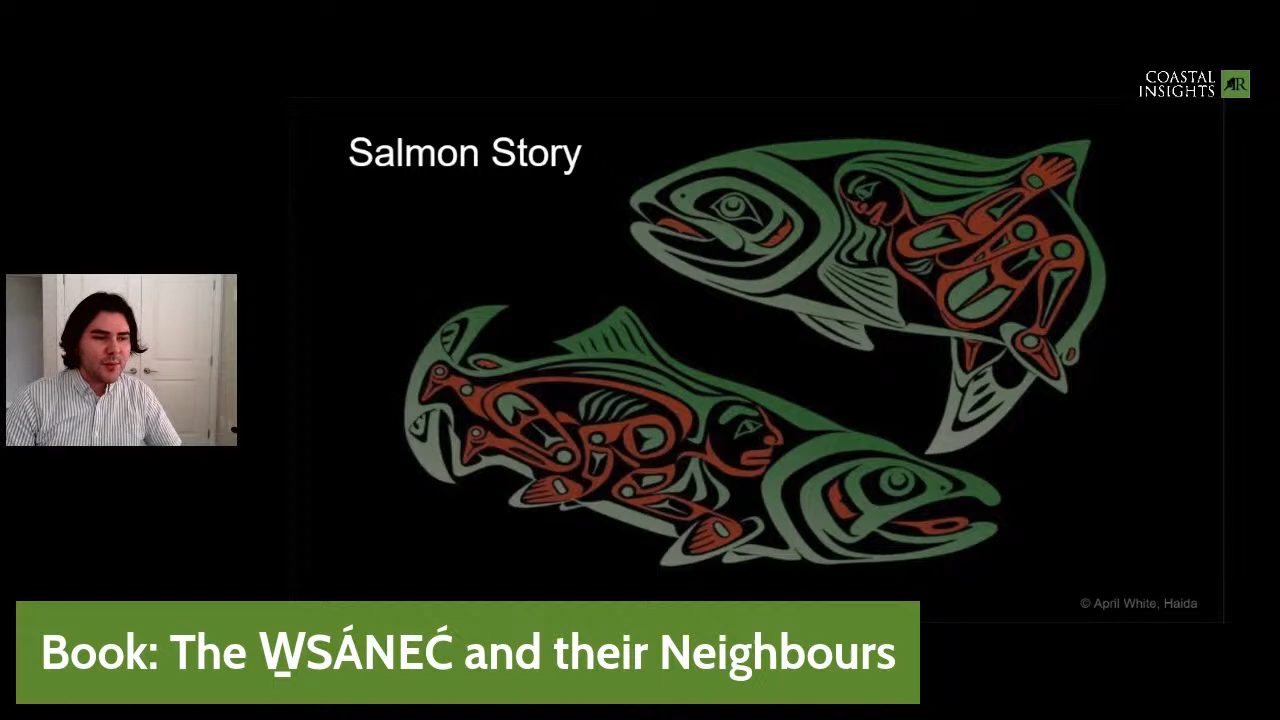 COASTAL
INSIGHTS
Salmon Story
© April White, Haida
Book: The W̱SÁNEĆ and their Neighbours